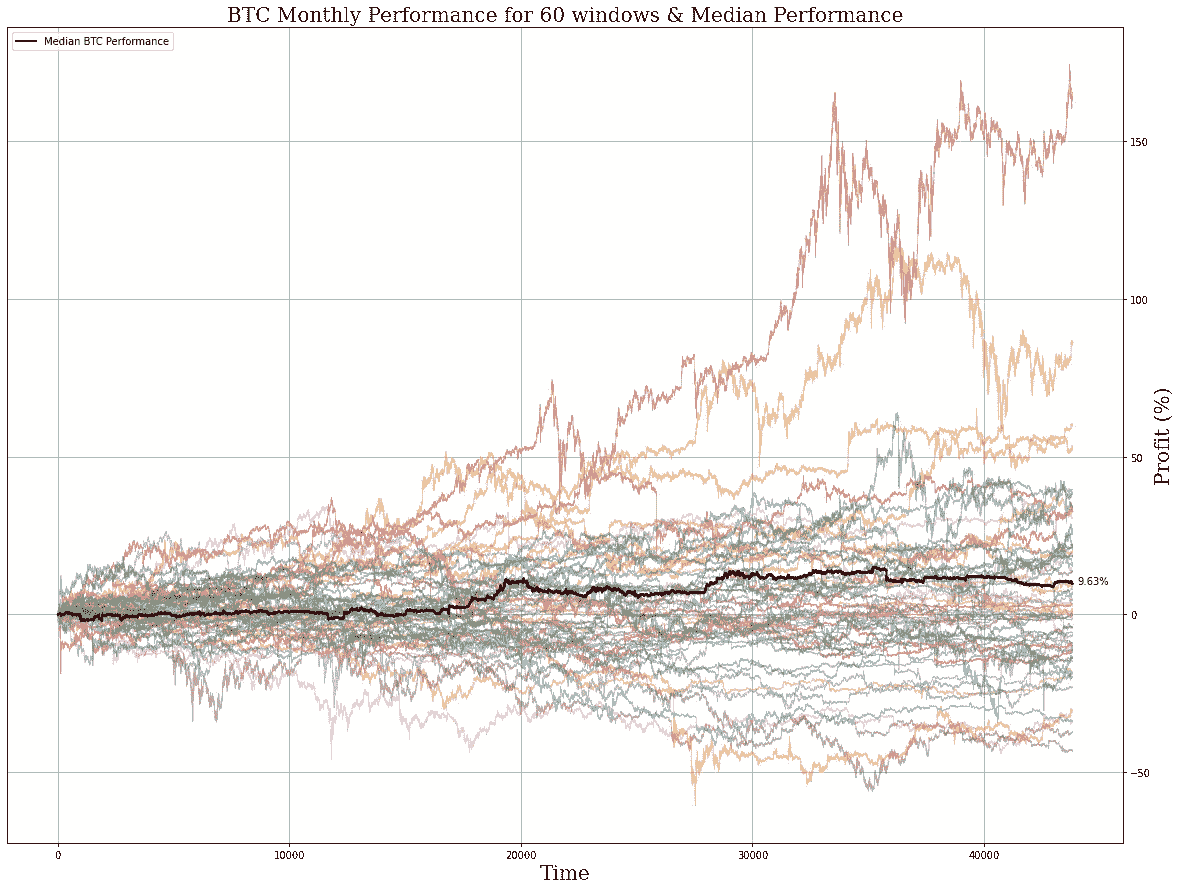 BTC Monthly Performance for 60 windows & Median Performance
Median BTC Performance
150
100
50
0
−50
9.63%
Profit (%)
0
10000
20000
30000
40000
Time